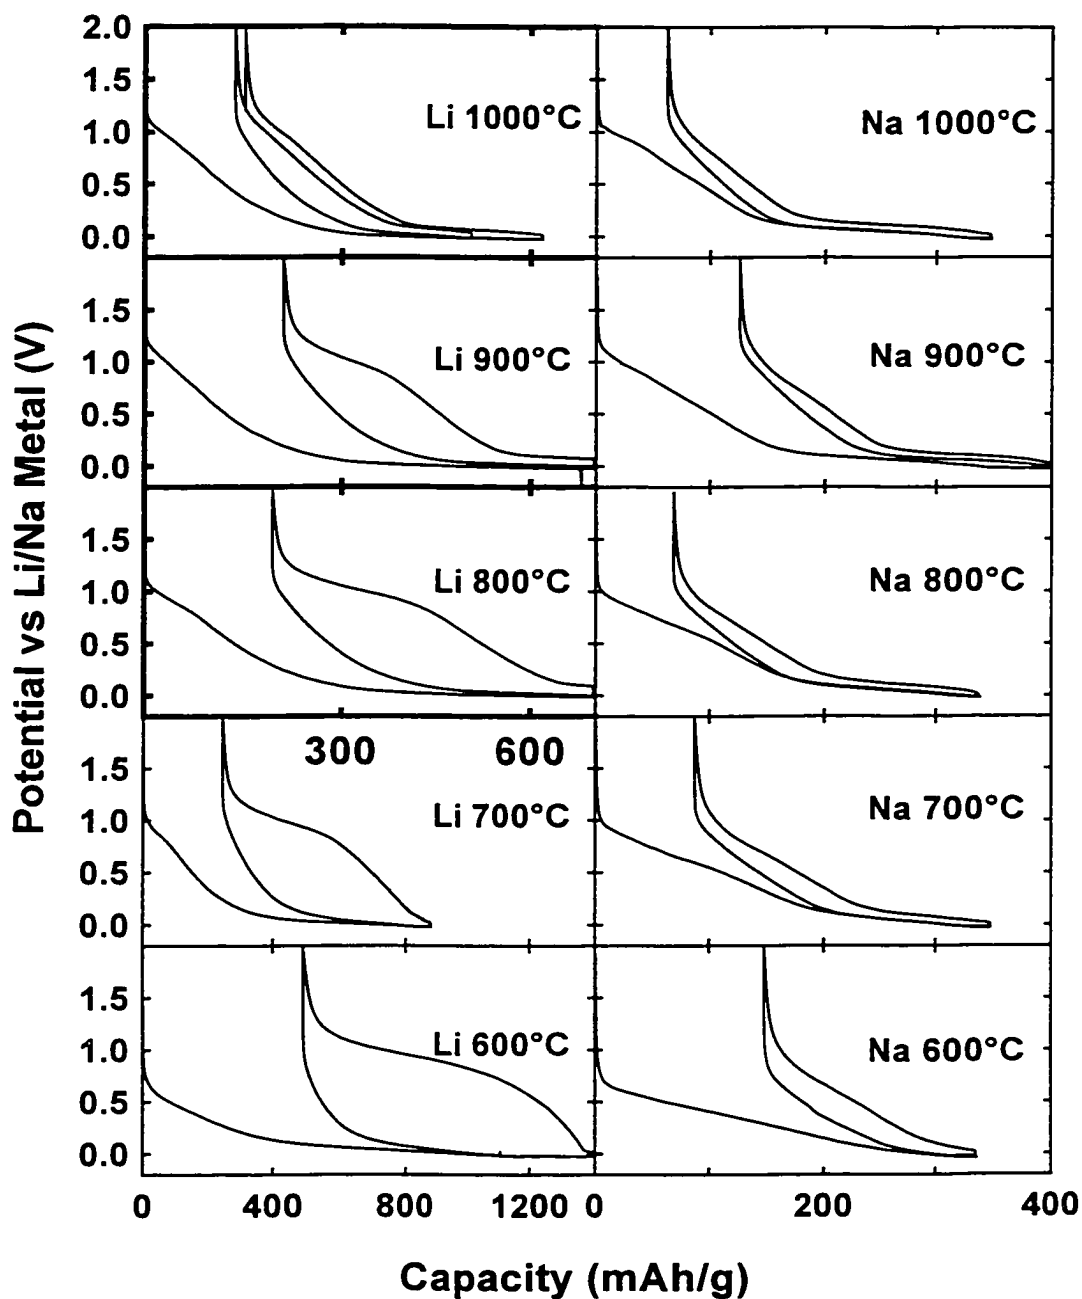 2.0
1.5
1.0
0.5
0.0
Li 1000°C
Na 1000°C
1.5
1.0
0.5
0.0
Li 900°C
Na 900°C
1.5
1.0
0.5
0.0
Li 800°C
Na 800°C
300 600
1.5
1.0
0.5
0.0
Li 700°C
Na 700°C
1.5
1.0
0.5
0.0
Li 600°C
Na 600°C
0 400 800 1200 0 200 400
Potential vs Li/Na Metal (V)
Capacity (mAh/g)